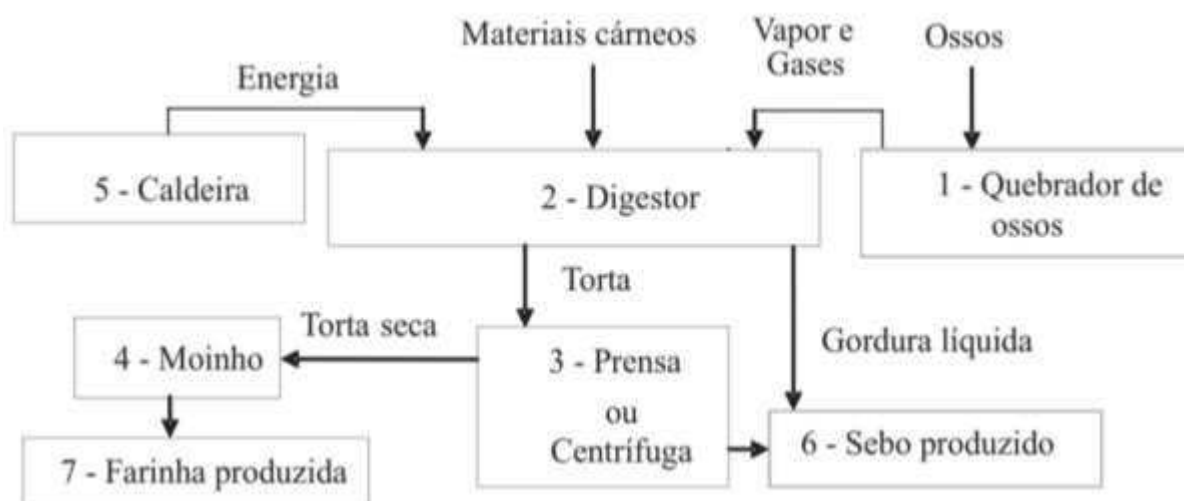 Materiais cárneos
Vapor e
Gases
Ossos
Energia
5 - Caldeira
2 - Digestor
1 - Quebrador de
ossos
Torta
Torta seca
Gordura líquida
4 - Moinho
3 - Prensa
ou
Centrífuga
6 - Sebo produzido
7 - Farinha produzida